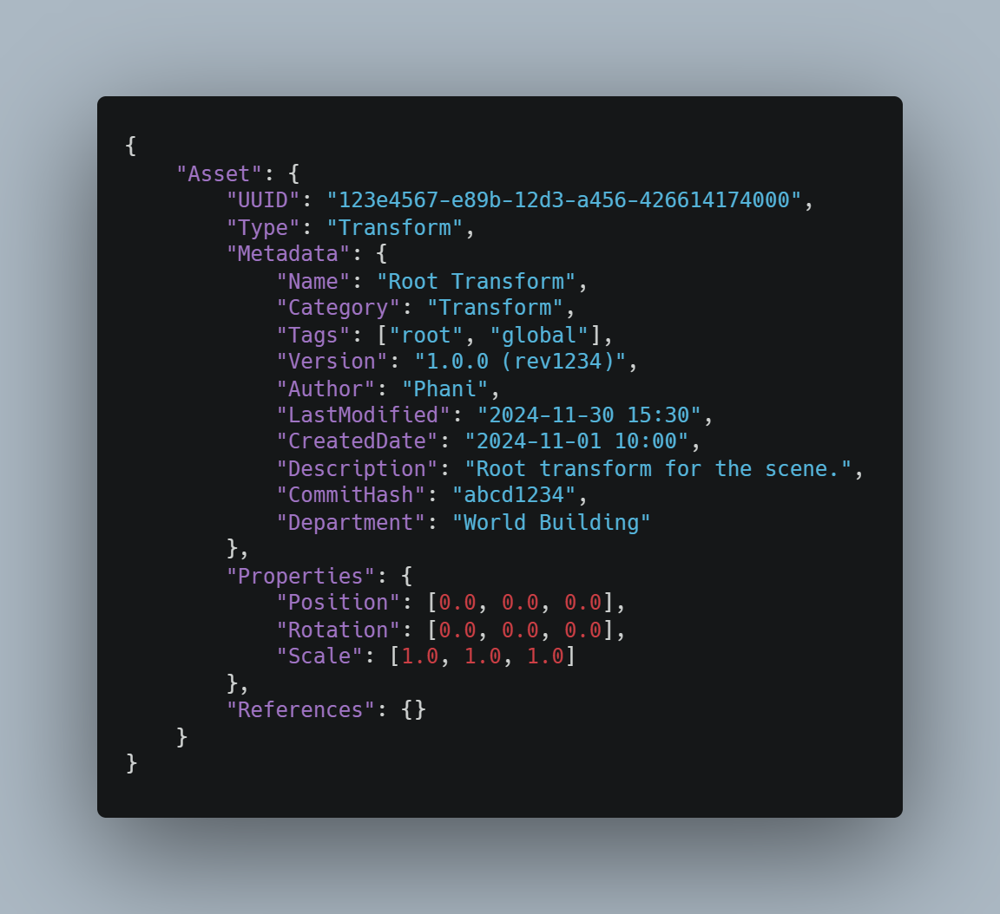 {
    "Asset": {
        "UUID": "123e4567-e89b-12d3-a456-426614174000",
        "Type": "Transform",
        "Metadata": {
            "Name": "Root Transform",
            "Category": "Transform",
            "Tags": ["root", "global"],
            "Version": "1.0.0 (rev1234)",
            "Author": "Phani",
            "LastModified": "2024-11-30 15:30",
            "CreatedDate": "2024-11-01 10:00",
            "Description": "Root transform for the scene.",
            "CommitHash": "abcd1234",
            "Department": "World Building"
        },
        "Properties": {
            "Position": [0.0, 0.0, 0.0],
            "Rotation": [0.0, 0.0, 0.0],
            "Scale": [1.0, 1.0, 1.0]
        },
        "References": {}
    }
}